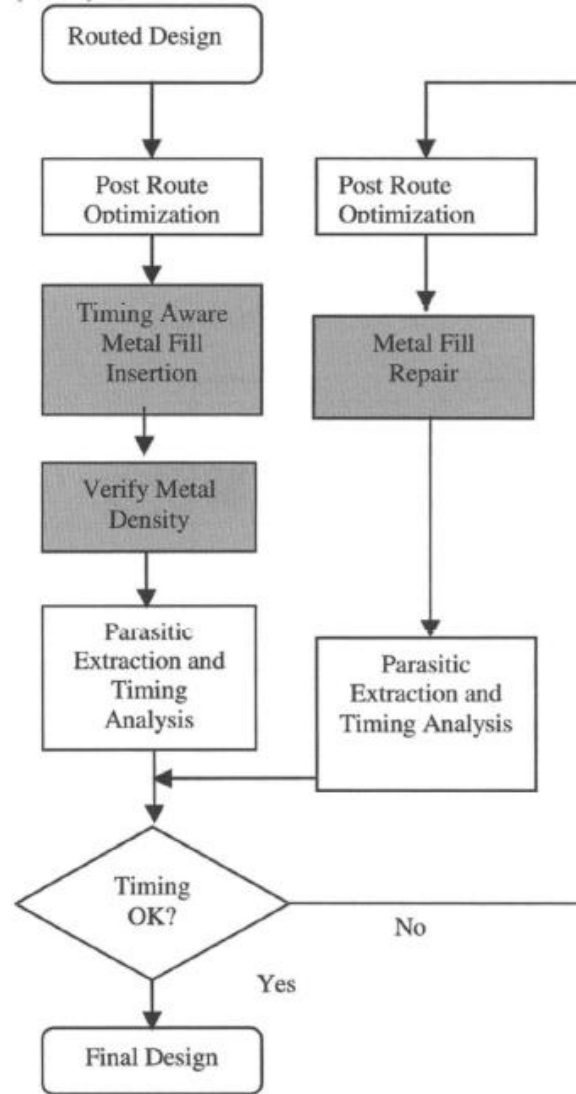 Routed Design
Post Route
Optimization
Timing Aware
Metal Fill
Insertion
Verify Metal
Density
Parasitic
Extraction and
Timing
Analysis
Post Route
Optimization
Metal Fill
Repair
Parasitic
Extraction and
Timing Analysis
Timing
OK?
No
Yes
Final Design